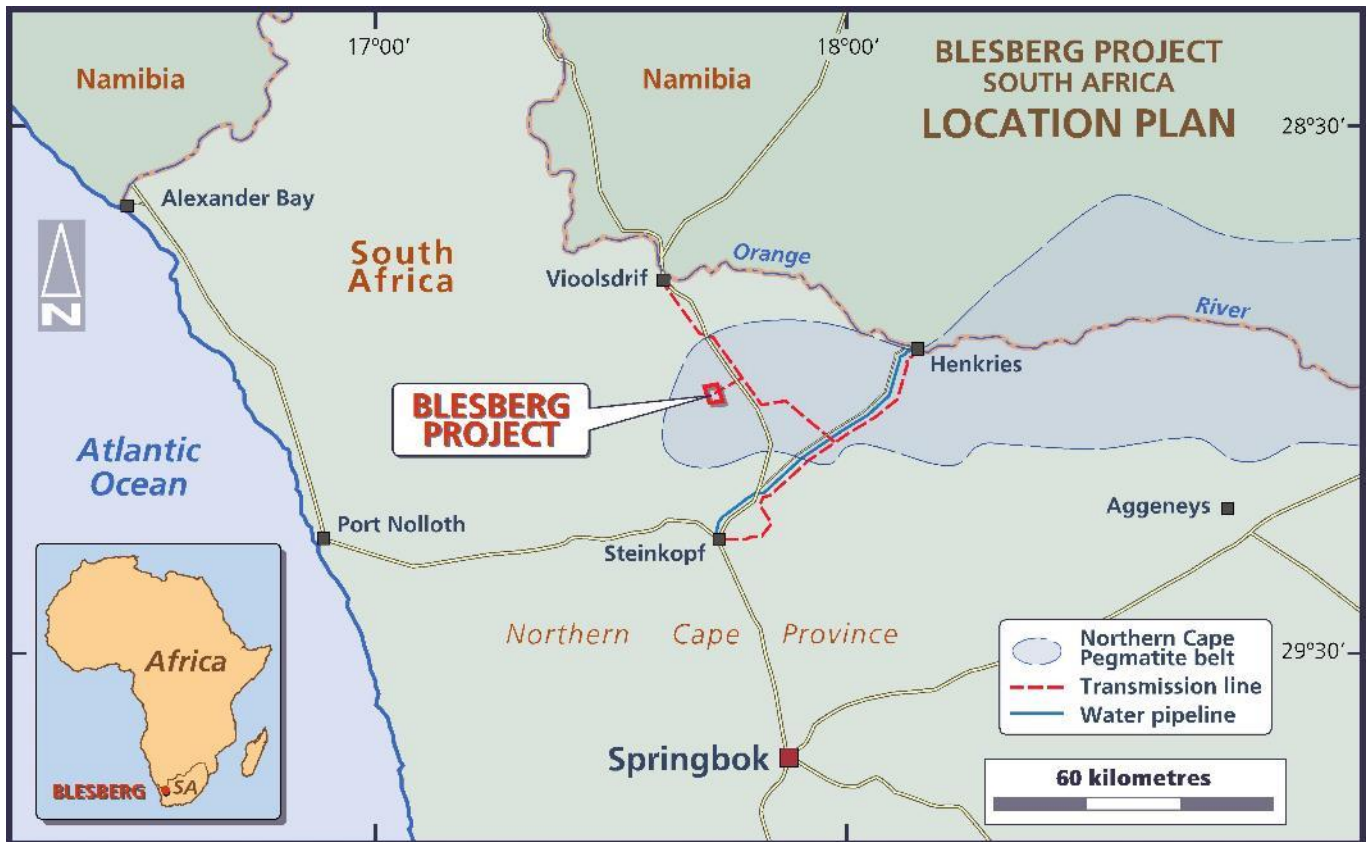 17°00'
18°00'
BLESBERG PROJECT
SOUTH AFRICA
LOCATION PLAN
28°30'
Namibia
Namibia
Alexander Bay
South
Africa
Orange
Vioolsdrif
River
Henkries
N
BLESBERG
PROJECT
Atlantic
Ocean
Aggeneys
Port Nolloth
Steinkopf
Northern Cape Province
Northern Cape
Pegmatite belt
29°30'
Transmission line
Water pipeline
Springbok
60 kilometres
Africa
SA
BLESBERG